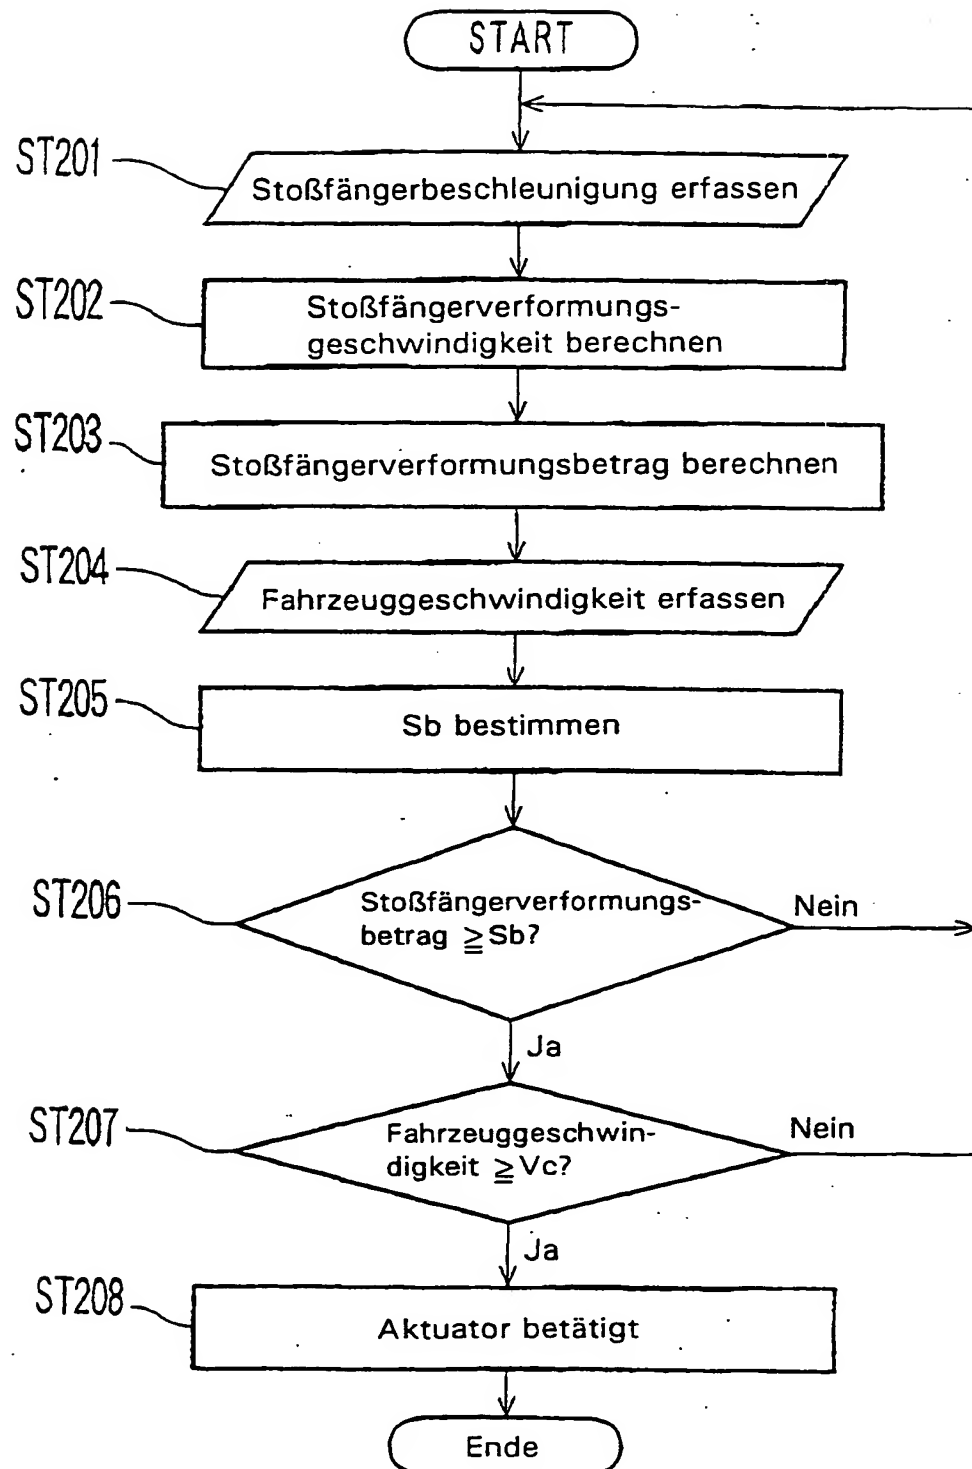 START
ST201
Stoßfängerbeschleunigung erfassen
ST202
Stoßfängerverformungs-
geschwindigkeit berechnen
ST203
Stoßfängerverformungsbetrag berechnen
ST204
Fahrzeuggeschwindigkeit erfassen
ST205
Sb bestimmen
ST206
Stoßfängerverformungs-
betrag ≧Sb?
Nein
Ja
ST207
Fahrzeuggeschwin-
digkeit ≧Vc?
Nein
Ja
ST208
Aktuator betätigt
Ende